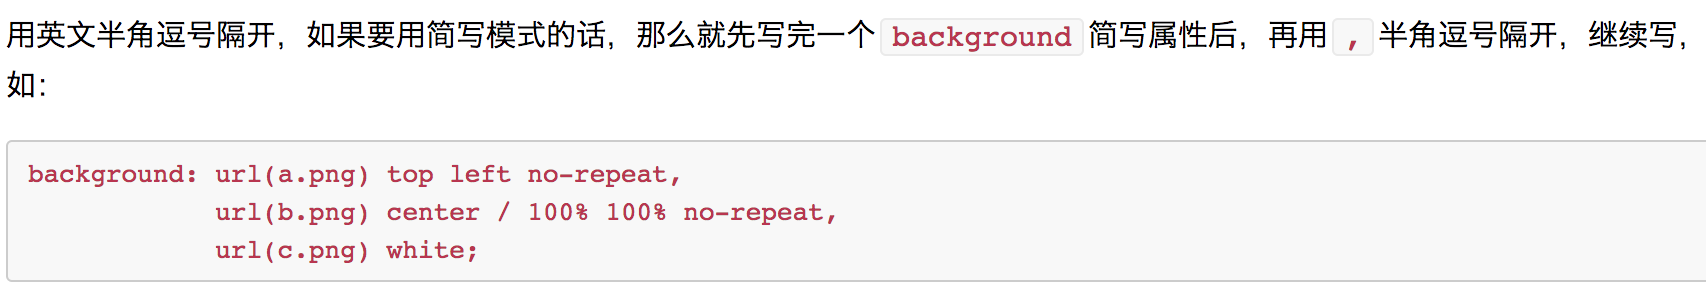 用英文半角逗号隔开，如果要用简写模式的话，那么就先写完一个 background 简写属性后，再用 , 半角逗号隔开，继续写，
如：
background: url(a.png) top left no-repeat,
url(b.png) center / 100% 100% no-repeat,
url(c.png) white;